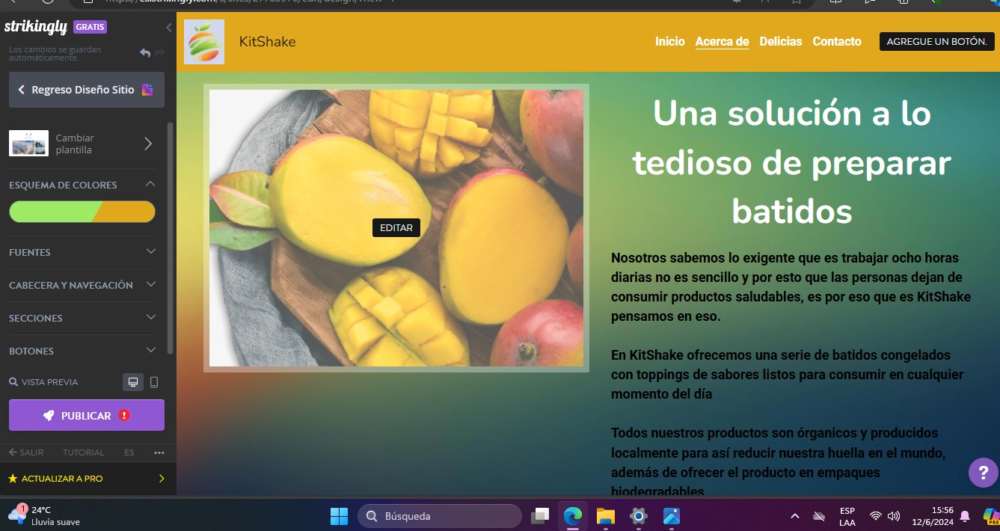 strikingly GRATIS
Los cambios se guardan
automáticamente.
Regreso Diseño Sitio
Cambiar
plantilla
ESQUEMA DE COLORES
FUENTES
CABECERA Y NAVEGACIÓN
SECCIONES
BOTONES
VISTA PREVIA
PUBLICAR !
SALIR TUTORIAL ES
ACTUALIZAR A PRO
KitShake
Inicio Acerca de Delicias Contacto AGREGUE UN BOTÓN.
EDITAR
Una solución a lo
tedioso de preparar
batidos
Nosotros sabemos lo exigente que es trabajar ocho horas
diarias no es sencillo y por esto que las personas dejan de
consumir productos saludables, es por eso que es KitShake
pensamos en eso.
En KitShake ofrecemos una serie de batidos congelados
con toppings de sabores listos para consumir en cualquier
momento del día
Todos nuestros productos son órganicos y producidos
localmente para así reducir nuestra huella en el mundo,
además de ofrecer el producto en empaques
biodegradables
?
1
24°C
Lluvia suave
Búsqueda
ESP
LAA
15:56
12/6/2024
PRE